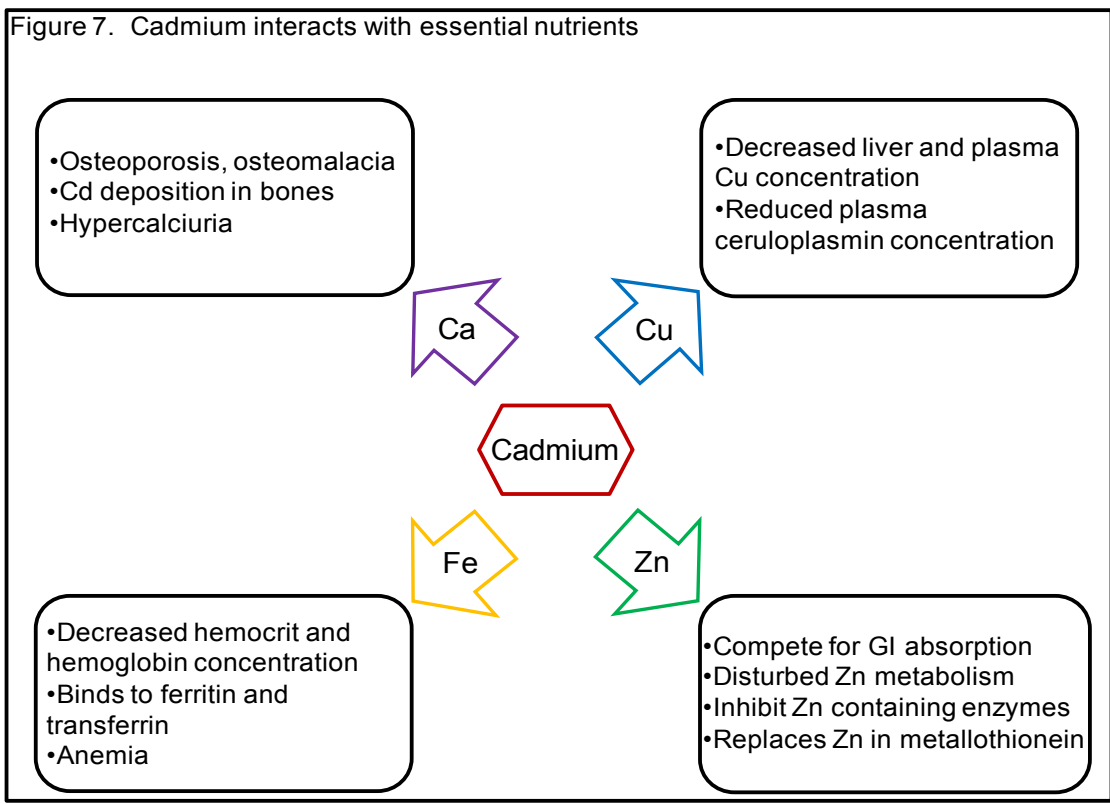 Figure 7.  Cadmium interacts with essential nutrients
•Osteoporosis, osteomalacia
•Cd deposition in bones
•Hypercalciuria
•Decreased liver and plasma
Cu concentration
•Reduced plasma
ceruloplasmin concentration
Ca
Cu
Cadmium
Fe
Zn
•Decreased hemocrit and
hemoglobin concentration
•Binds to ferritin and
transferrin
•Anemia
•Compete for GI absorption
•Disturbed Zn metabolism
•Inhibit Zn containing enzymes
•Replaces Zn in metallothionein